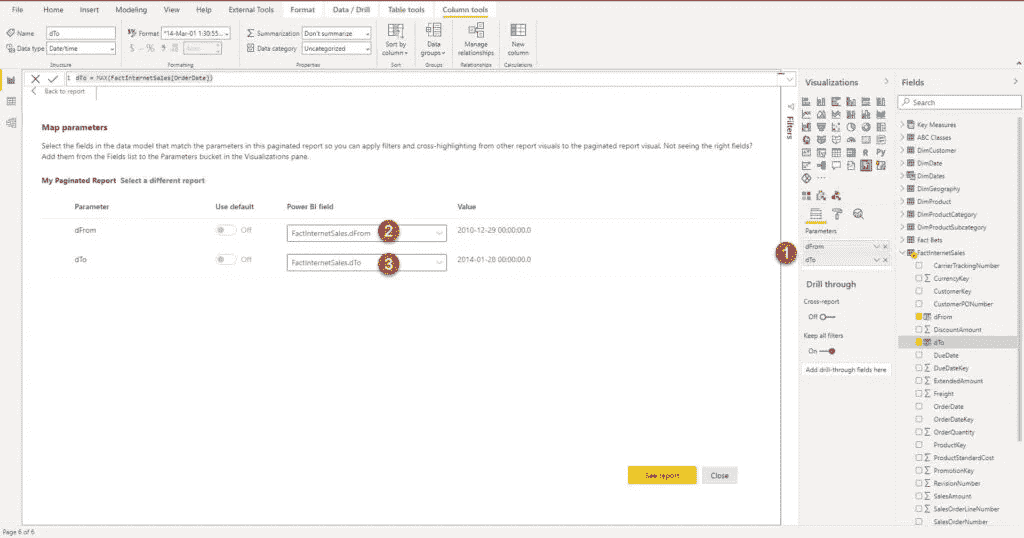 File Home Insert Modeling View Help External Tools Format Data / Drill Table tools Column tools
Name dTo
Data type Date/time
Structure
Format *14-Mar-01 1:30:55...
$ % Auto
Formatting
Summarization Don't summarize
Data category Uncategorized
Properties
Sort by column
Sort
Data groups
Groups
Manage relationships
Relationships
New column
Calculations
1 dTo = MAX(FactInternetSales[OrderDate])
Back to report
Map parameters
Select the fields in the data model that match the parameters in this paginated report so you can apply filters and cross-highlighting from other report visuals to the paginated report visual. Not seeing the right fields?
Add them from the Fields list to the Parameters bucket in the Visualizations pane.
My Paginated Report Select a different report
Parameter Use default Power BI field Value
dFrom Off FactInternetSales.dFrom 2 2010-12-29 00:00:00.0
dTo Off FactInternetSales.dTo 3 2014-01-28 00:00:00.0
See report Close
Filters
Visualizations
R Py
Parameters
1
dFrom
dTo
Drill through
Cross-report
Off
Keep all filters
On
Add drill-through fields here
Fields
Search
Key Measures
ABC Classes
DimCustomer
DimDate
DimDates
DimGeography
DimProduct
DimProductCategory
DimProductSubcategory
Fact Bets
FactInternetSales
CarrierTrackingNumber
CurrencyKey
CustomerKey
CustomerPONumber
dFrom
DiscountAmount
dTo
DueDate
DueDateKey
ExtendedAmount
Freight
OrderDate
OrderDateKey
OrderQuantity
ProductKey
ProductStandardCost
PromotionKey
RevisionNumber
SalesAmount
SalesOrderLineNumber
SalesOrderNumber
Page 6 of 6